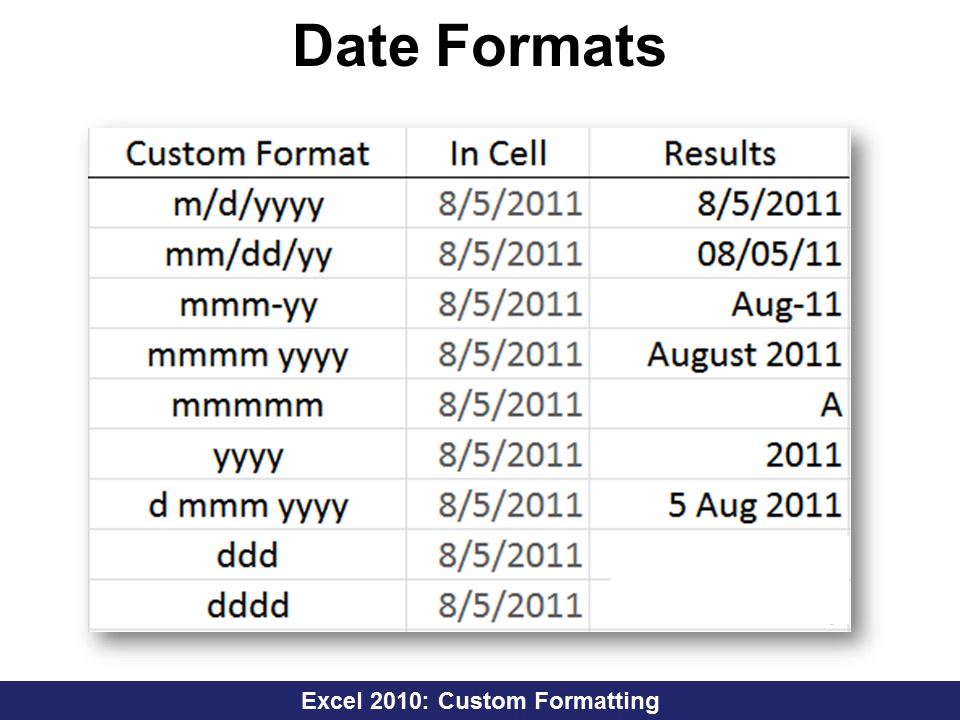 Date Formats
Custom Format In Cell Results
m/d/yyyy 8/5/2011 8/5/2011
mm/dd/yy 8/5/2011 08/05/11
mmm-yy 8/5/2011 Aug-11
mmmm yyyy 8/5/2011 August 2011
mmmmm 8/5/2011 A
yyyy 8/5/2011 2011
d mmm yyyy 8/5/2011 5 Aug 2011
ddd 8/5/2011
dddd 8/5/2011
Excel 2010: Custom Formatting